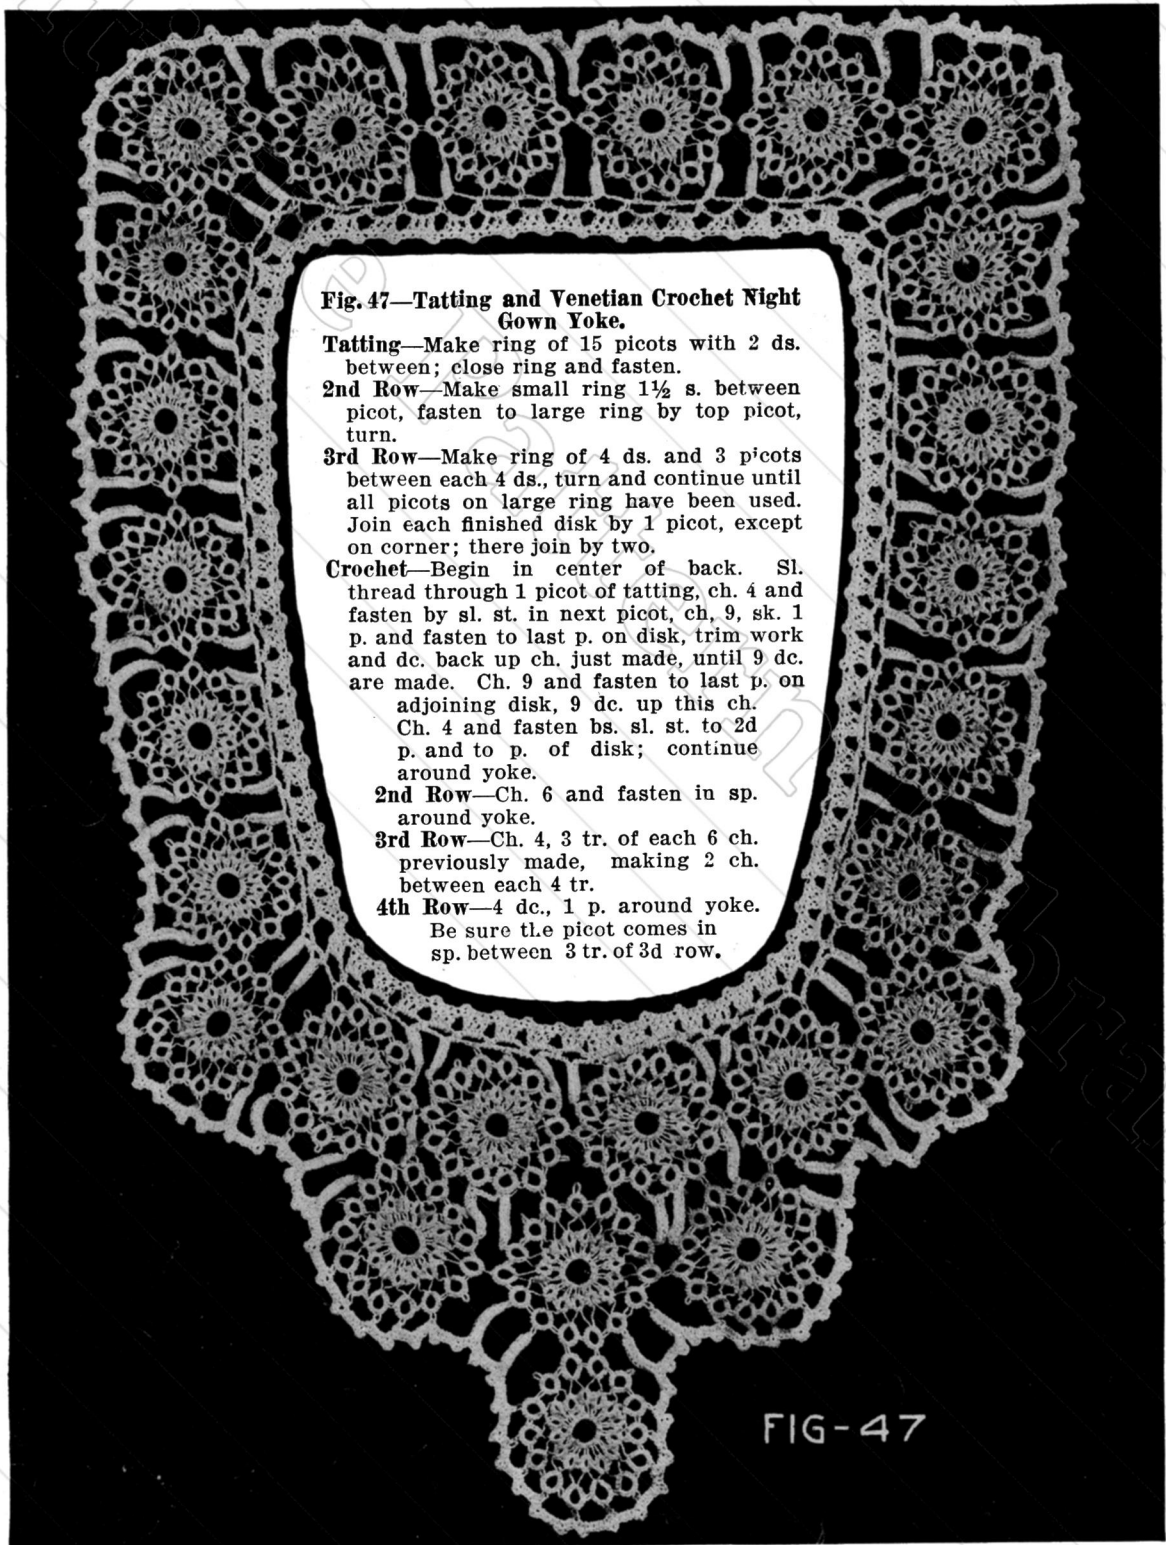 Fig. 47—Tatting and Venetian Crochet Night
Gown Yoke.
Tatting—Make ring of 15 picots with 2 ds.
between; close ring and fasten.
2nd Row—Make small ring 1½ s. between
picot, fasten to large ring by top picot,
turn.
3rd Row—Make ring of 4 ds. and 3 picots
between each 4 ds., turn and continue until
all picots on large ring have been used.
Join each finished disk by 1 picot, except
on corner; there join by two.
Crochet—Begin in center of back. Sl.
thread through 1 picot of tatting, ch. 4 and
fasten by sl. st. in next picot, ch, 9, sk. 1
p. and fasten to last p. on disk, trim work
and dc. back up ch. just made, until 9 dc.
are made. Ch. 9 and fasten to last p. on
adjoining disk, 9 dc. up this ch.
Ch. 4 and fasten bs. sl. st. to 2d
p. and to p. of disk; continue
around yoke.
2nd Row—Ch. 6 and fasten in sp.
around yoke.
3rd Row—Ch. 4, 3 tr. of each 6 ch.
previously made, making 2 ch.
between each 4 tr.
4th Row—4 dc., 1 p. around yoke.
Be sure the picot comes in
sp. between 3 tr. of 3d row.
FIG-47
Pattern